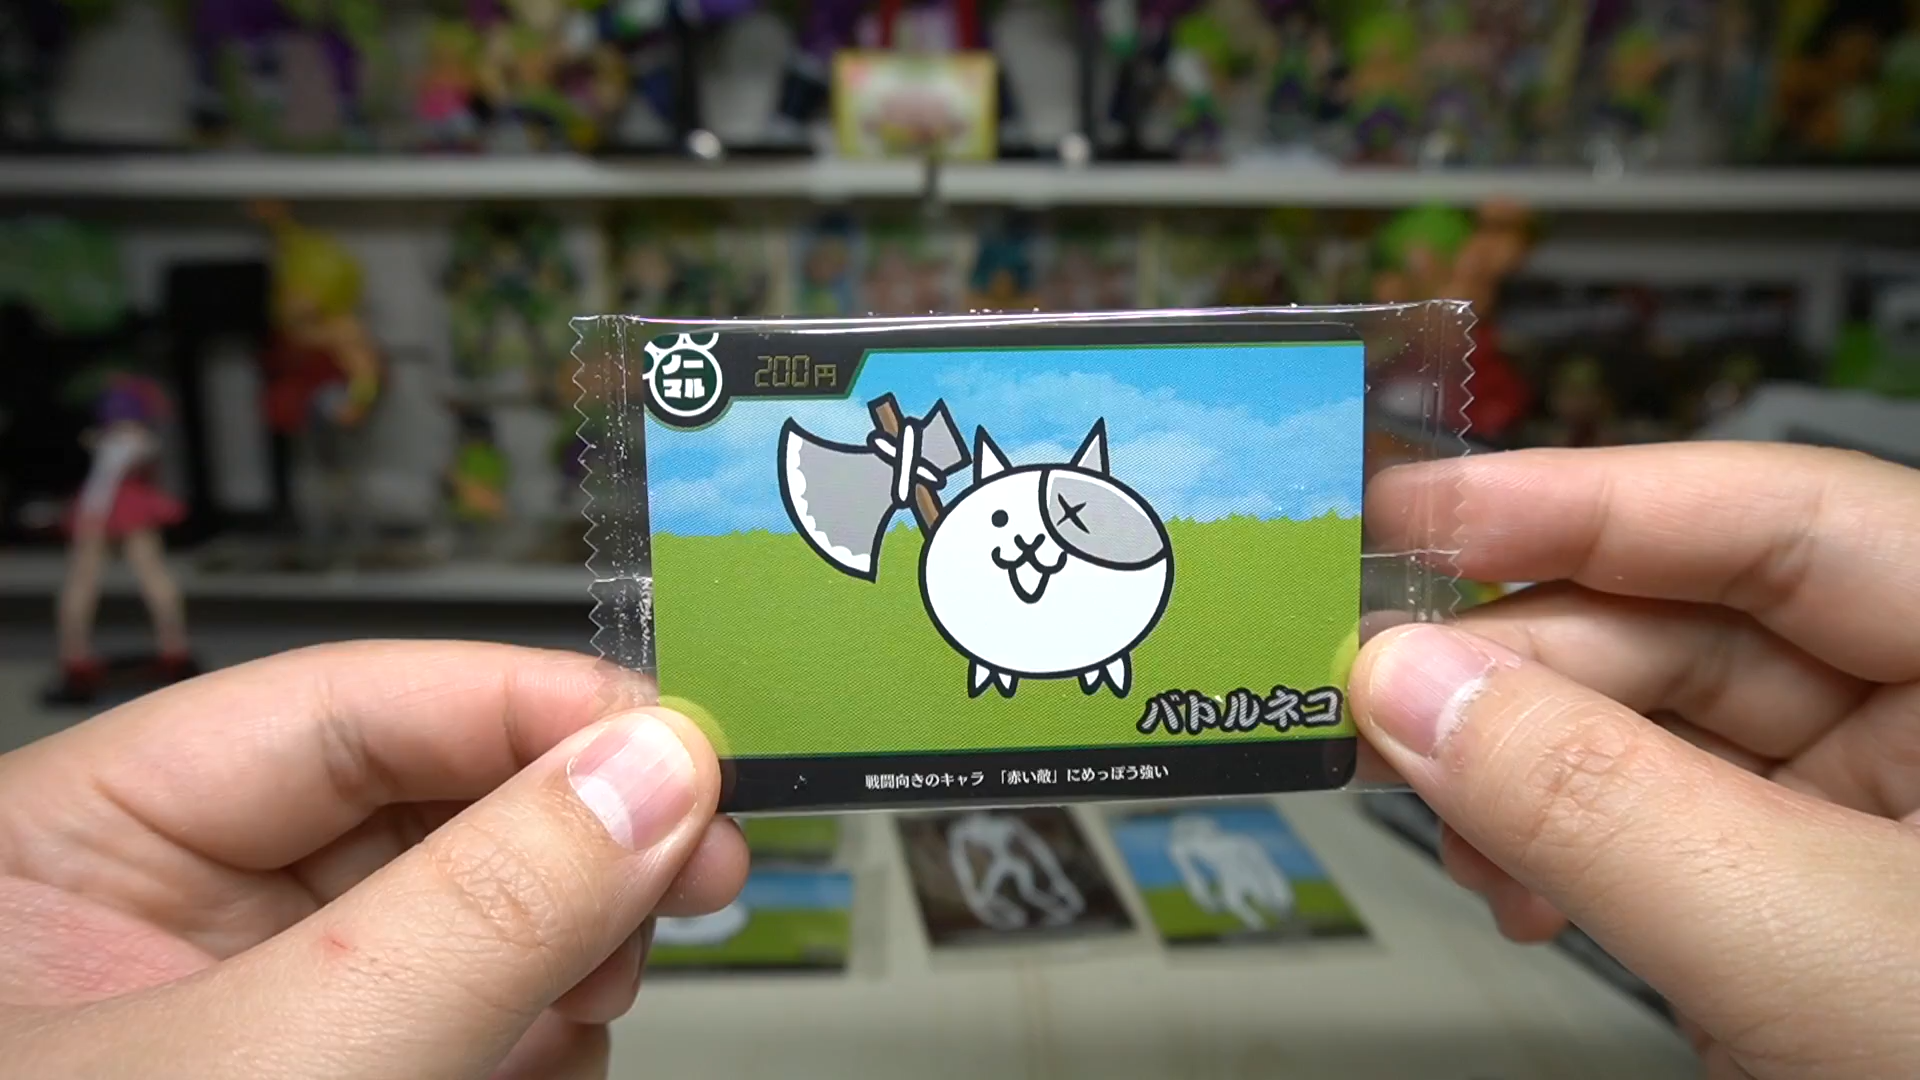 ノー
マル
200円
バトルネコ
戦闘向きのキャラ 「赤い敵」にめっぽう強い